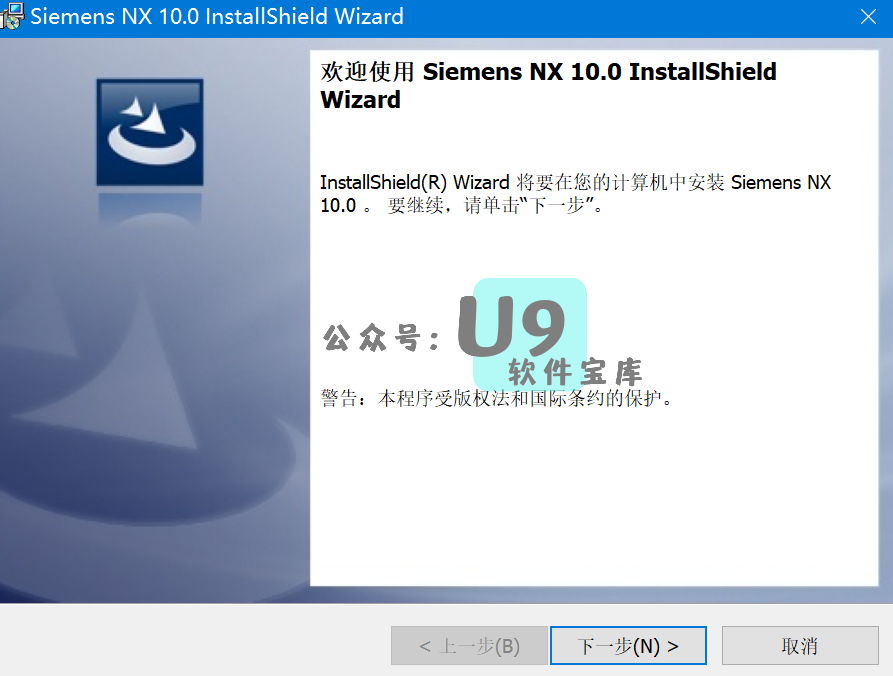 Siemens NX 10.0 InstallShield Wizard
欢迎使用 Siemens NX 10.0 InstallShield
Wizard
InstallShield(R) Wizard 将要在您的计算机中安装 Siemens NX
10.0 。 要继续，请单击“下一步”。
公众号：U9
软件宝库
警告：本程序受版权法和国际条约的保护。
< 上一步(B)
下一步(N) >
取消